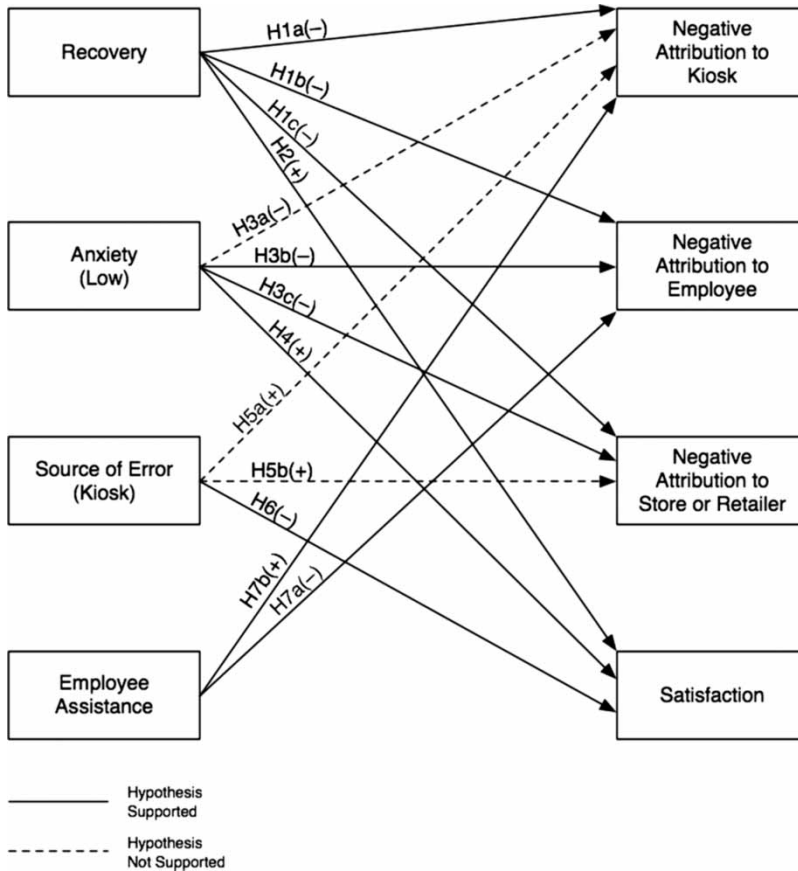 Recovery
Negative
Attribution to
Kiosk
H1a(–)
H1b(–)
H1c(–)
H2(+)
Anxiety
(Low)
Negative
Attribution to
Employee
H3a(–)
H3b(–)
H3c(–)
H4(+)
Source of Error
(Kiosk)
Negative
Attribution to
Store or Retailer
H5a(+)
H5b(+)
H6(–)
Employee
Assistance
Satisfaction
H7b(+)
H7a(–)
Hypothesis
Supported
Hypothesis
Not Supported